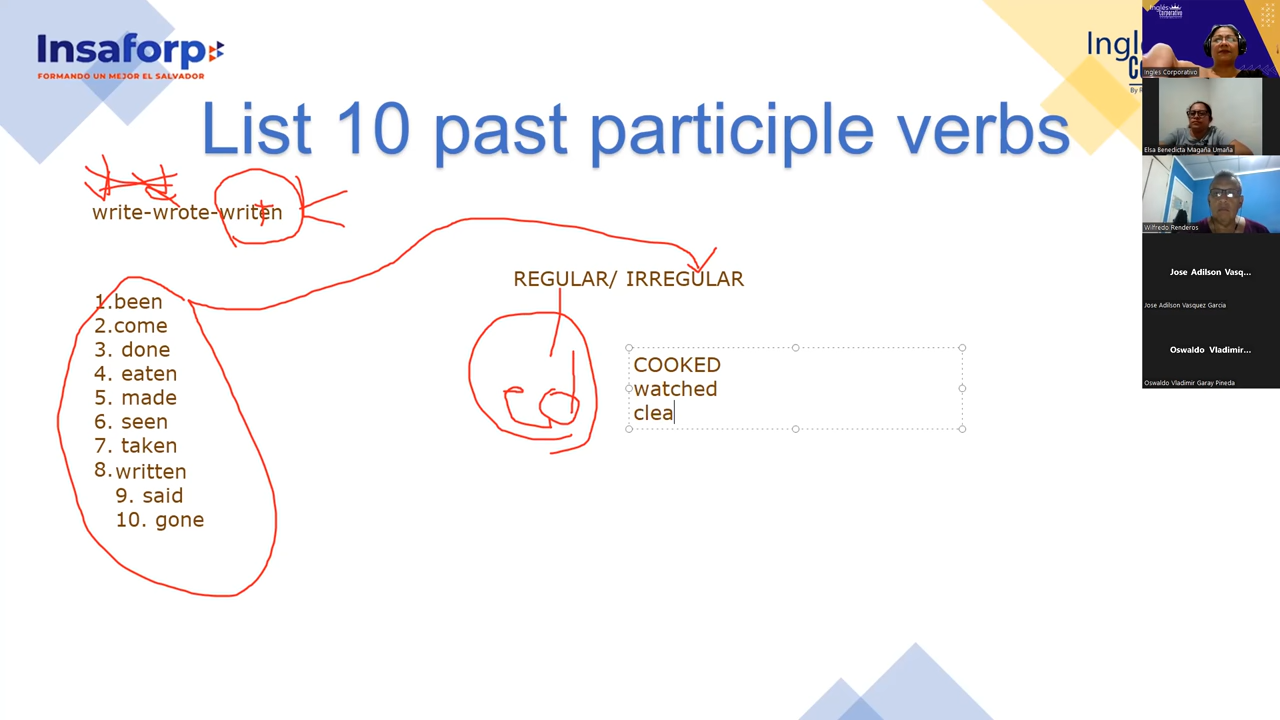 Insaforp
FORMANDO UN MEJOR EL SALVADOR
List 10 past participle verbs
write-wrote-writen
REGULAR/ IRREGULAR
1.been
2.come
3. done
4. eaten
5. made
6. seen
7. taken
8. written
9. said
10. gone
COOKED
watched
clea
ed
Ingles Corporativo
Elsa Benedicta Magaña Umaña
Wilfredo Renderos
Jose Adilson Vasq...
Jose Adilson Vasquez Garcia
Oswaldo Vladimir...
Oswaldo Vladimir Garay Pineda